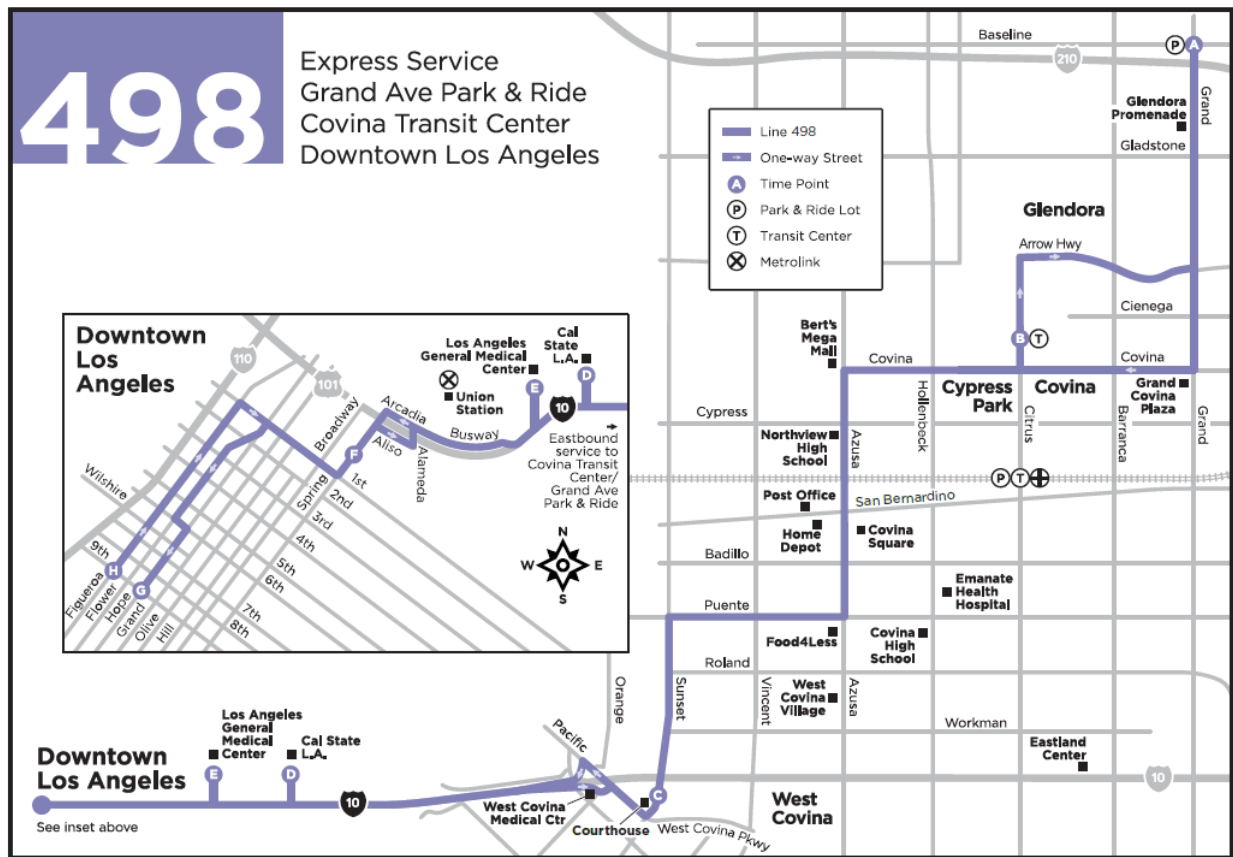 498
Express Service
Grand Ave Park & Ride
Covina Transit Center
Downtown Los Angeles
Baseline
P
A
210
Grand
Glendora
Promenade
Gladstone
Line 498
One-way Street
A
Time Point
P
Park & Ride Lot
T
Transit Center
Metrolink
Glendora
Arrow Hwy
Cienega
B
T
Bert's
Mega
Mall
Covina
Covina
Hollenbeck
Cypress
Park
Covina
Citrus
Barranca
Grand
Covina
Plaza
Grand
Cypress
Northview
High
School
Azusa
P
T
Post Office
San Bernardino
Home
Depot
Covina
Square
Badillo
Emanate
Health
Hospital
Puente
Food4Less
Covina
High
School
Roland
Orange
Sunset
Vincent
West
Covina
Village
Azusa
Workman
Eastland
Center
Pacific
10
C
West Covina
Medical Ctr
Courthouse
West Covina Pkwy
West
Covina
Downtown
Los
Angeles
110
101
Los Angeles
General Medical
Center
Cal
State
L.A.
D
E
Union
Station
10
Broadway
Arcadia
Aliso
Busway
Alameda
F
Spring
1st
2nd
3rd
4th
5th
6th
7th
8th
Wilshire
9th
H
G
Figueroa
Flower
Hope
Grand
Olive
Hill
Eastbound
service to
Covina Transit
Center/
Grand Ave
Park & Ride
N
W
E
S
Los Angeles
General
Medical
Center
Cal State
L.A.
Downtown
Los Angeles
E
D
10
See inset above